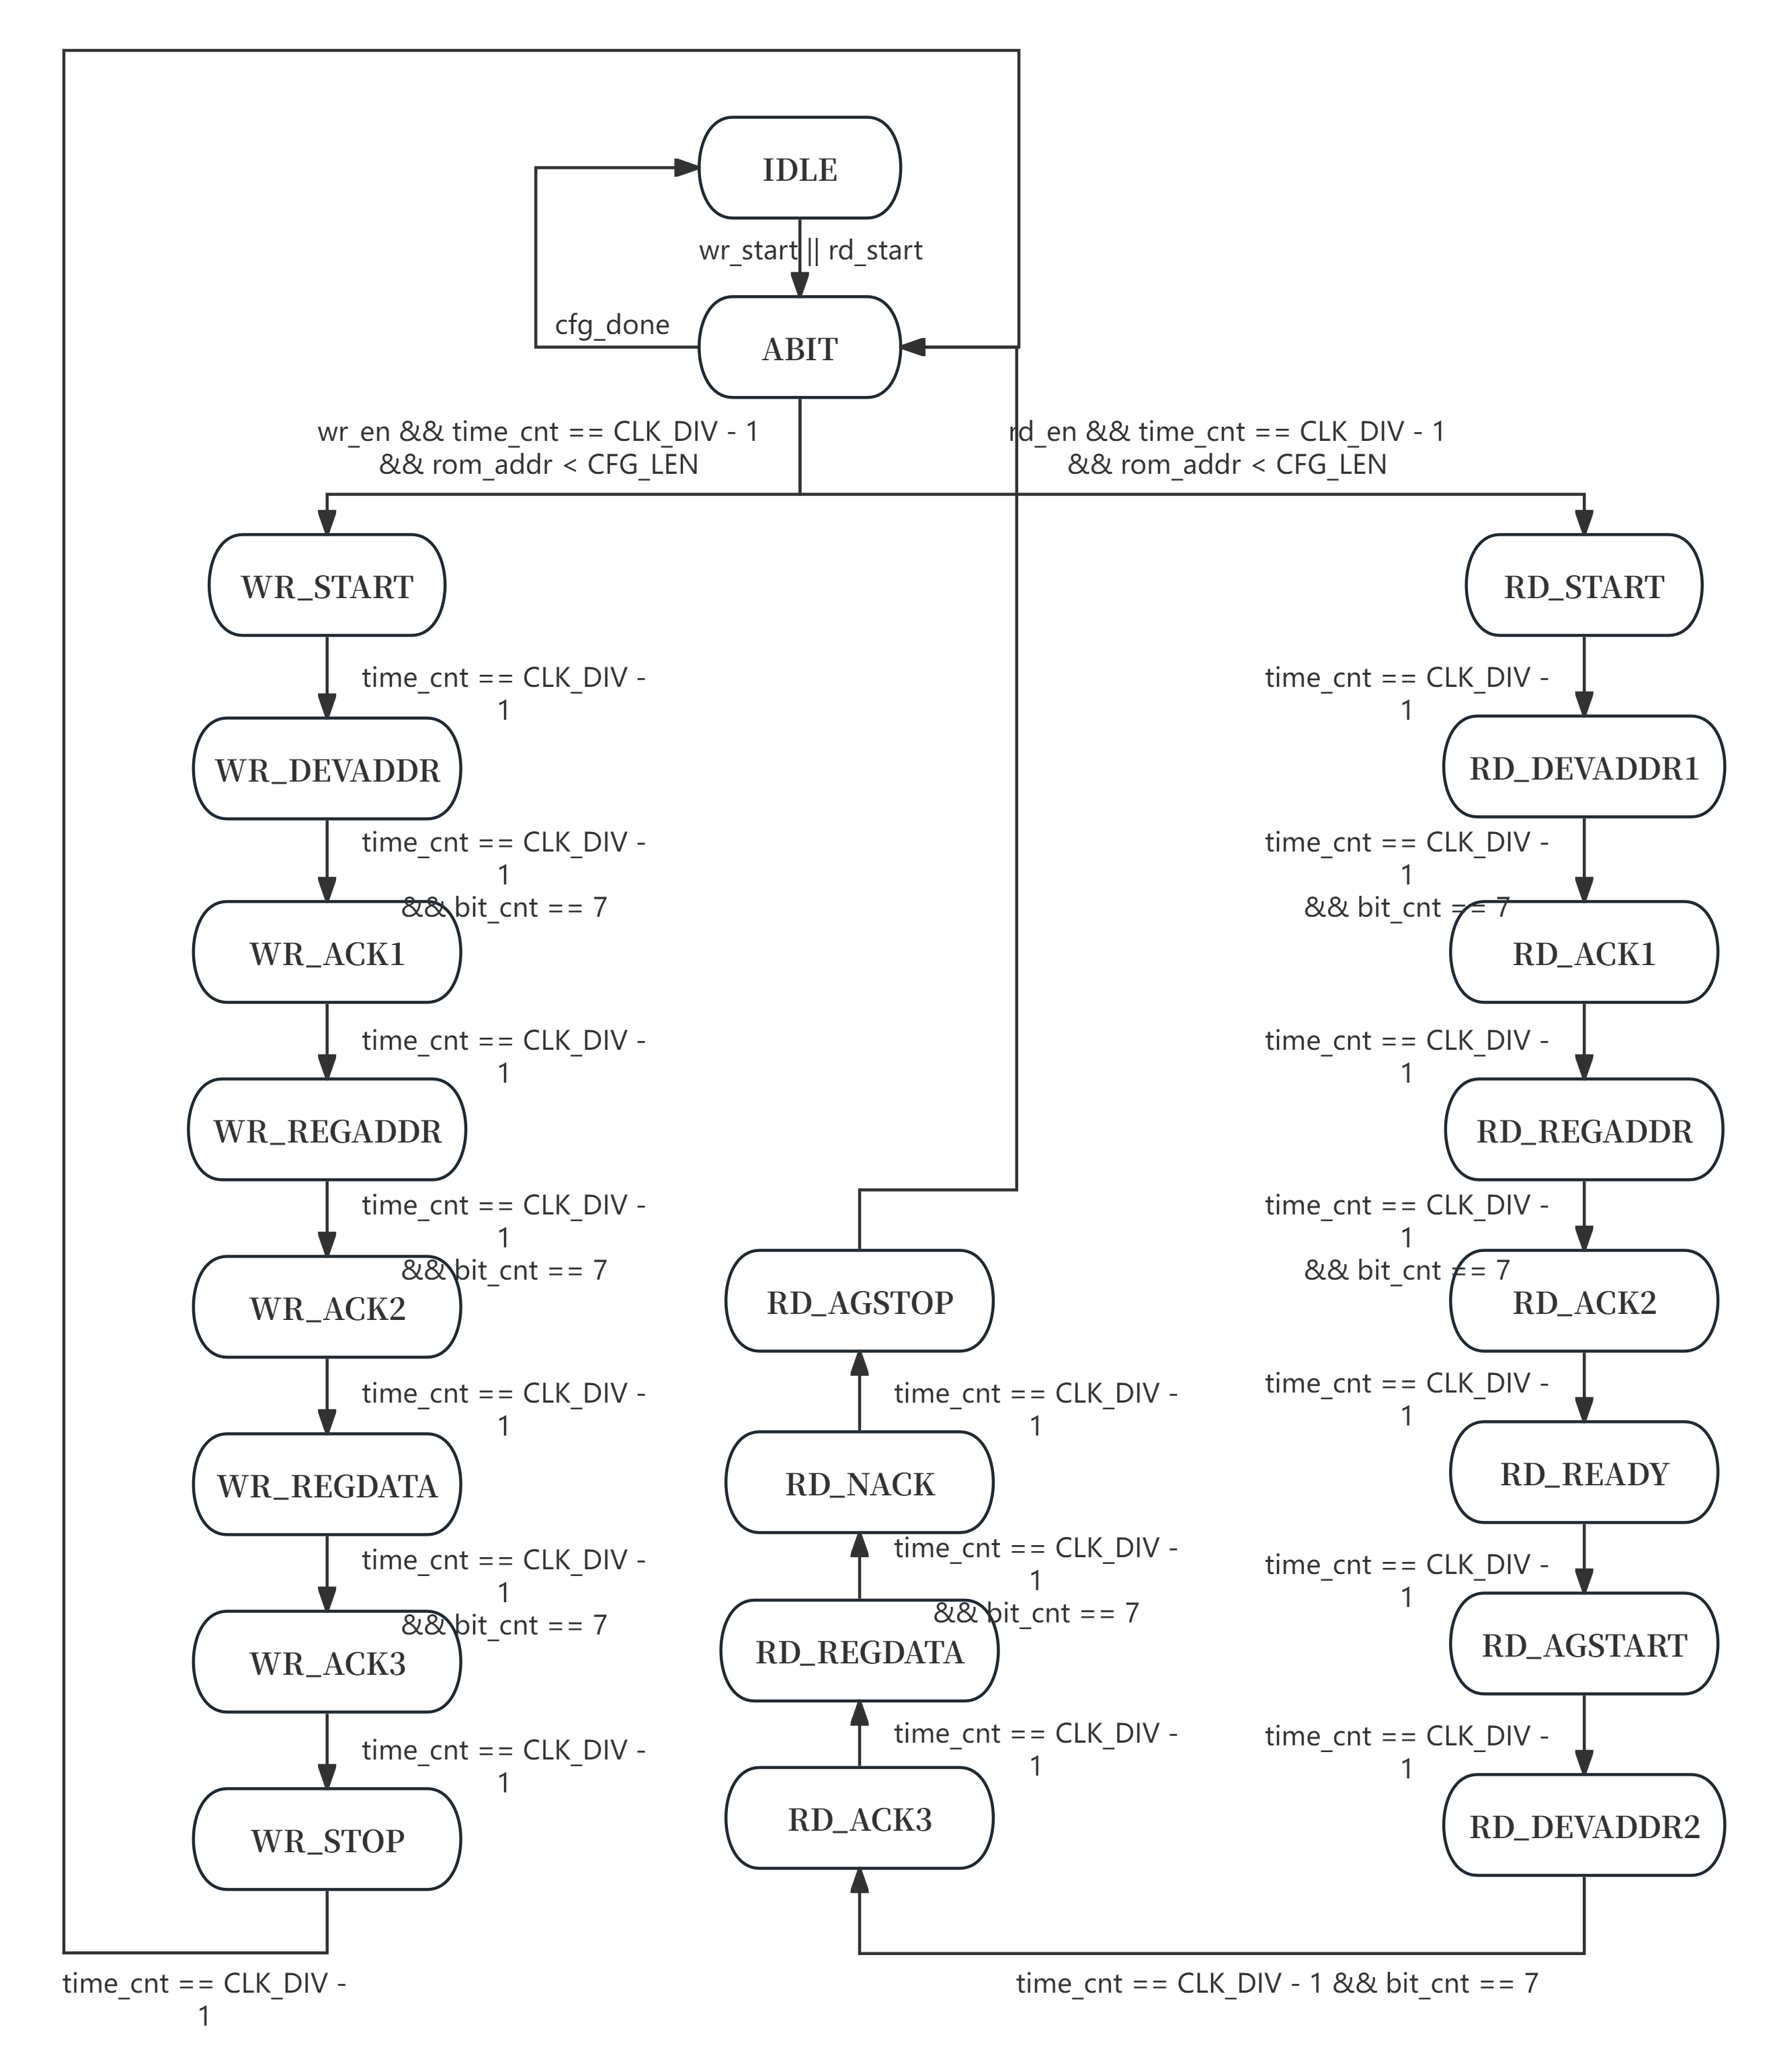 IDLE
wr_start || rd_start
cfg_done
ABIT
wr_en && time_cnt == CLK_DIV - 1
&& rom_addr < CFG_LEN
rd_en && time_cnt == CLK_DIV - 1
&& rom_addr < CFG_LEN
WR_START
time_cnt == CLK_DIV -
1
WR_DEVADDR
time_cnt == CLK_DIV -
1
&& bit_cnt == 7
WR_ACK1
time_cnt == CLK_DIV -
1
WR_REGADDR
time_cnt == CLK_DIV -
1
&& bit_cnt == 7
WR_ACK2
time_cnt == CLK_DIV -
1
WR_REGDATA
time_cnt == CLK_DIV -
1
&& bit_cnt == 7
WR_ACK3
time_cnt == CLK_DIV -
1
WR_STOP
time_cnt == CLK_DIV -
1
RD_START
time_cnt == CLK_DIV -
1
RD_DEVADDR1
time_cnt == CLK_DIV -
1
&& bit_cnt == 7
RD_ACK1
time_cnt == CLK_DIV -
1
RD_REGADDR
time_cnt == CLK_DIV -
1
&& bit_cnt == 7
RD_ACK2
time_cnt == CLK_DIV -
1
RD_READY
time_cnt == CLK_DIV -
1
RD_AGSTART
time_cnt == CLK_DIV -
1
RD_DEVADDR2
time_cnt == CLK_DIV - 1 && bit_cnt == 7
RD_ACK3
time_cnt == CLK_DIV -
1
RD_REGDATA
time_cnt == CLK_DIV -
1
&& bit_cnt == 7
RD_NACK
time_cnt == CLK_DIV -
1
RD_AGSTOP